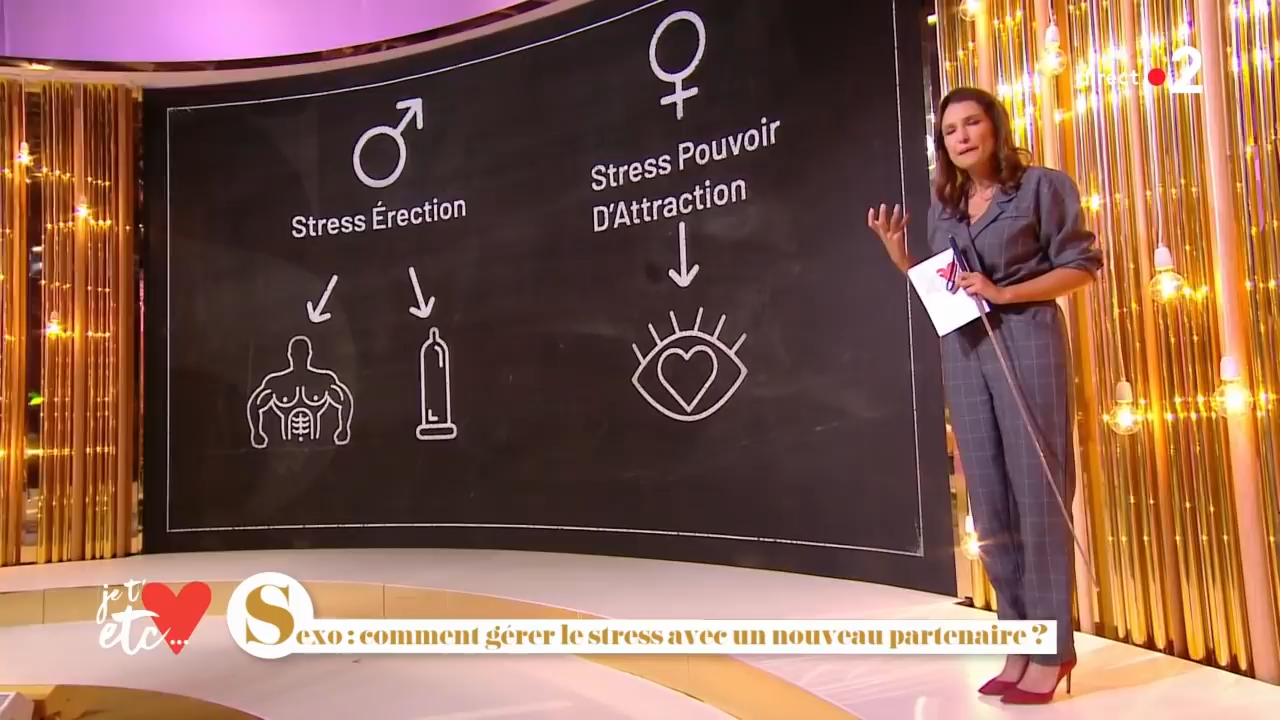 direct 2
Stress Érection
Stress Pouvoir
D'Attraction
je t'
etc...
Sexo : comment gérer le stress avec un nouveau partenaire ?